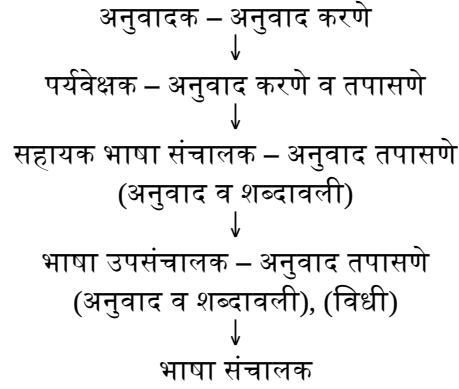 अनुवादक – अनुवाद करणे
↓
पर्यवेक्षक – अनुवाद करणे व तपासणे
↓
सहायक भाषा संचालक – अनुवाद तपासणे
(अनुवाद व शब्दावली)
↓
भाषा उपसंचालक – अनुवाद तपासणे
(अनुवाद व शब्दावली), (विधी)
↓
भाषा संचालक